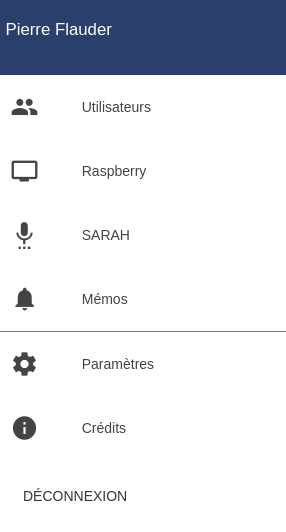 Pierre Flauder
Utilisateurs
Raspberry
SARAH
Mémos
Paramètres
Crédits
DÉCONNEXION